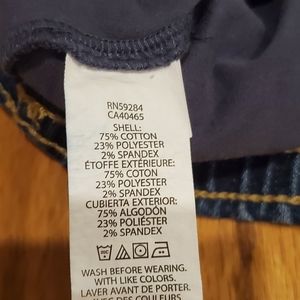 RN59284
CA40465
SHELL:
75% COTTON
23% POLYESTER
2% SPANDEX
ÉTOFFE EXTÉRIEURE:
75% COTON
23% POLYESTER
2% SPANDEX
CUBIERTA EXTERIOR:
75% ALGODÓN
23% POLIÉSTER
2% SPANDEX
WASH BEFORE WEARING.
WITH LIKE COLORS.
LAVER AVANT DE PORTER.
AVEC DES COULEURS